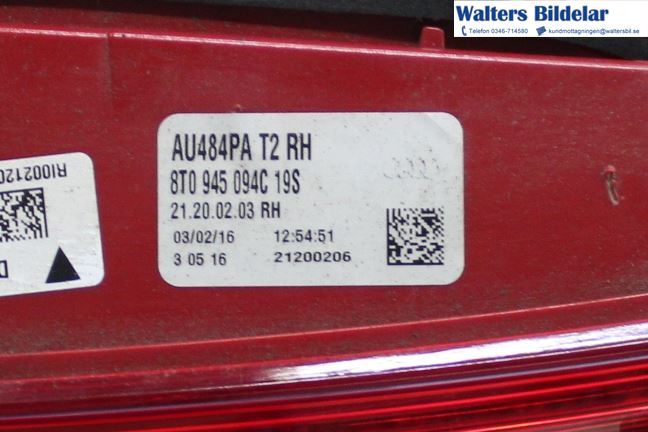 Walters Bildelar
Telefon 0346-714580 kundmottagningen@waltersbil.se
AU484PA T2 RH
8T0 945 094C 19S
21.20.02.03 RH
03/02/16 12:54:51
3 05 16 21200206
RI002120
D